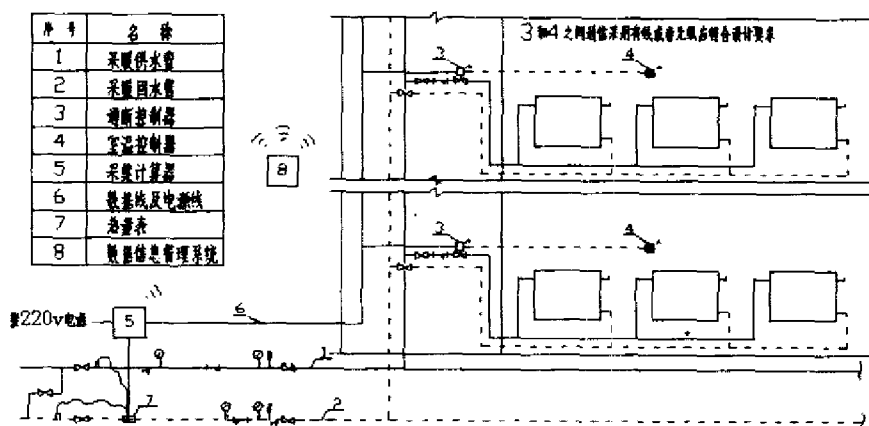 序 号 名 称
1 采暖供水管
2 采暖回水管
3 通断控制器
4 室温控制器
5 采集计算器
6 数据线及电源线
7 热量表
8 数据信息管理系统
3和4之间通信采用有线或者无线应符合设计要求
3
4
8
3
4
6
接220v电源
5
1
7
2